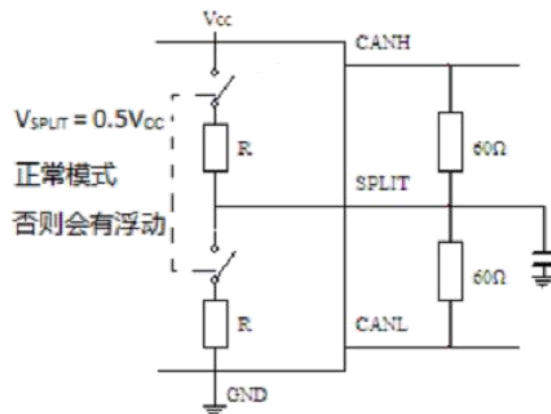 Vcc
CANH
VSPLIT = 0.5VCC
正常模式
否则会有浮动
R
60Ω
SPLIT
R
60Ω
CANL
GND